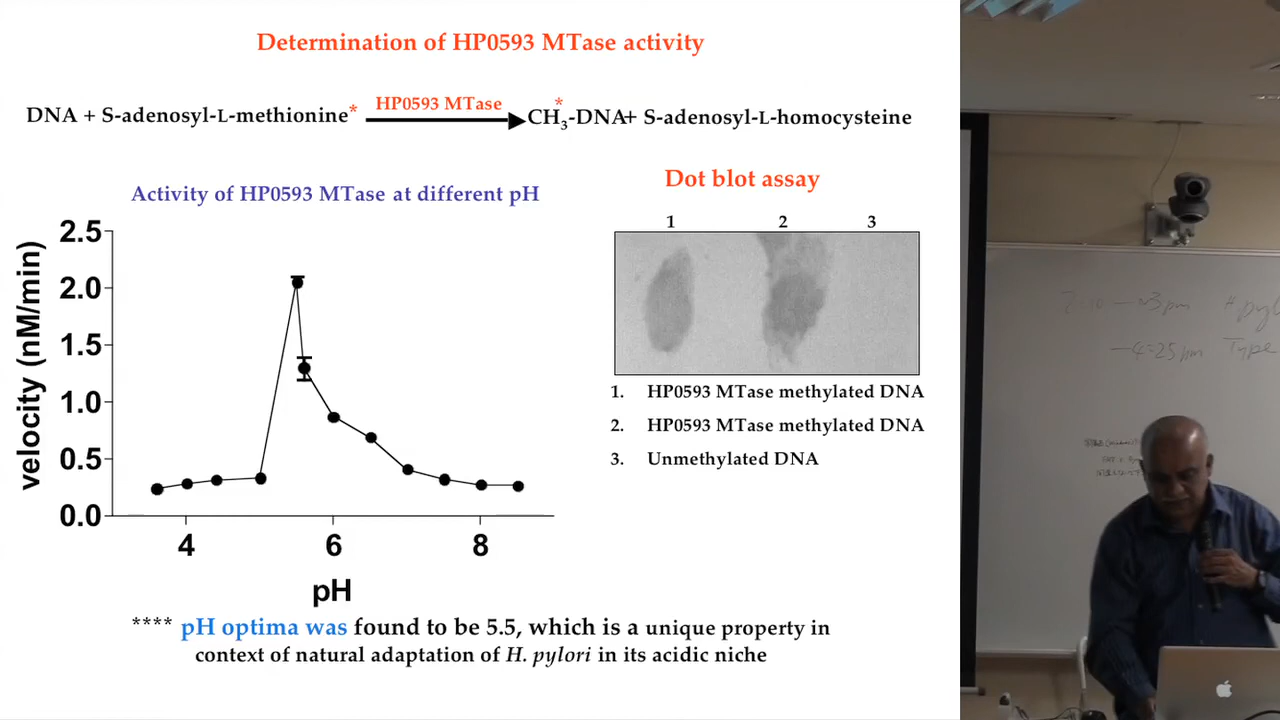 Determination of HP0593 MTase activity
DNA + S-adenosyl-L-methionine* HP0593 MTase CH3-DNA+ S-adenosyl-L-homocysteine
*
Activity of HP0593 MTase at different pH
velocity (nM/min)
2.5
2.0
1.5
1.0
0.5
0.0
4 6 8
pH
Dot blot assay
1 2 3
1. HP0593 MTase methylated DNA
2. HP0593 MTase methylated DNA
3. Unmethylated DNA
**** pH optima was found to be 5.5, which is a unique property in
context of natural adaptation of H. pylori in its acidic niche
3pm
4:25pm Type